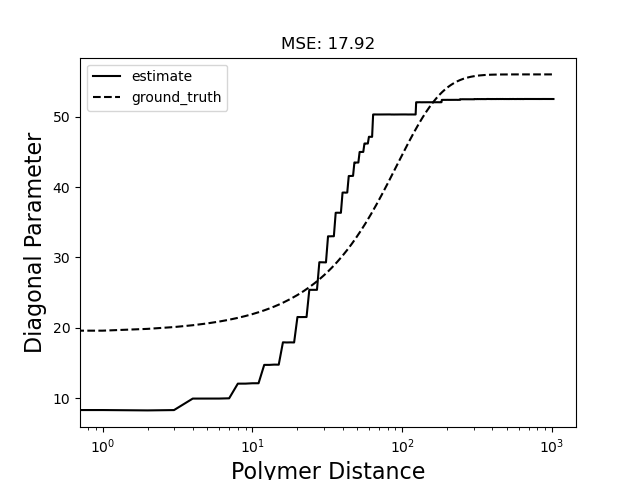 MSE: 17.92
estimate
ground_truth
Diagonal Parameter
50
40
30
20
10
10⁰
10¹
10²
10³
Polymer Distance